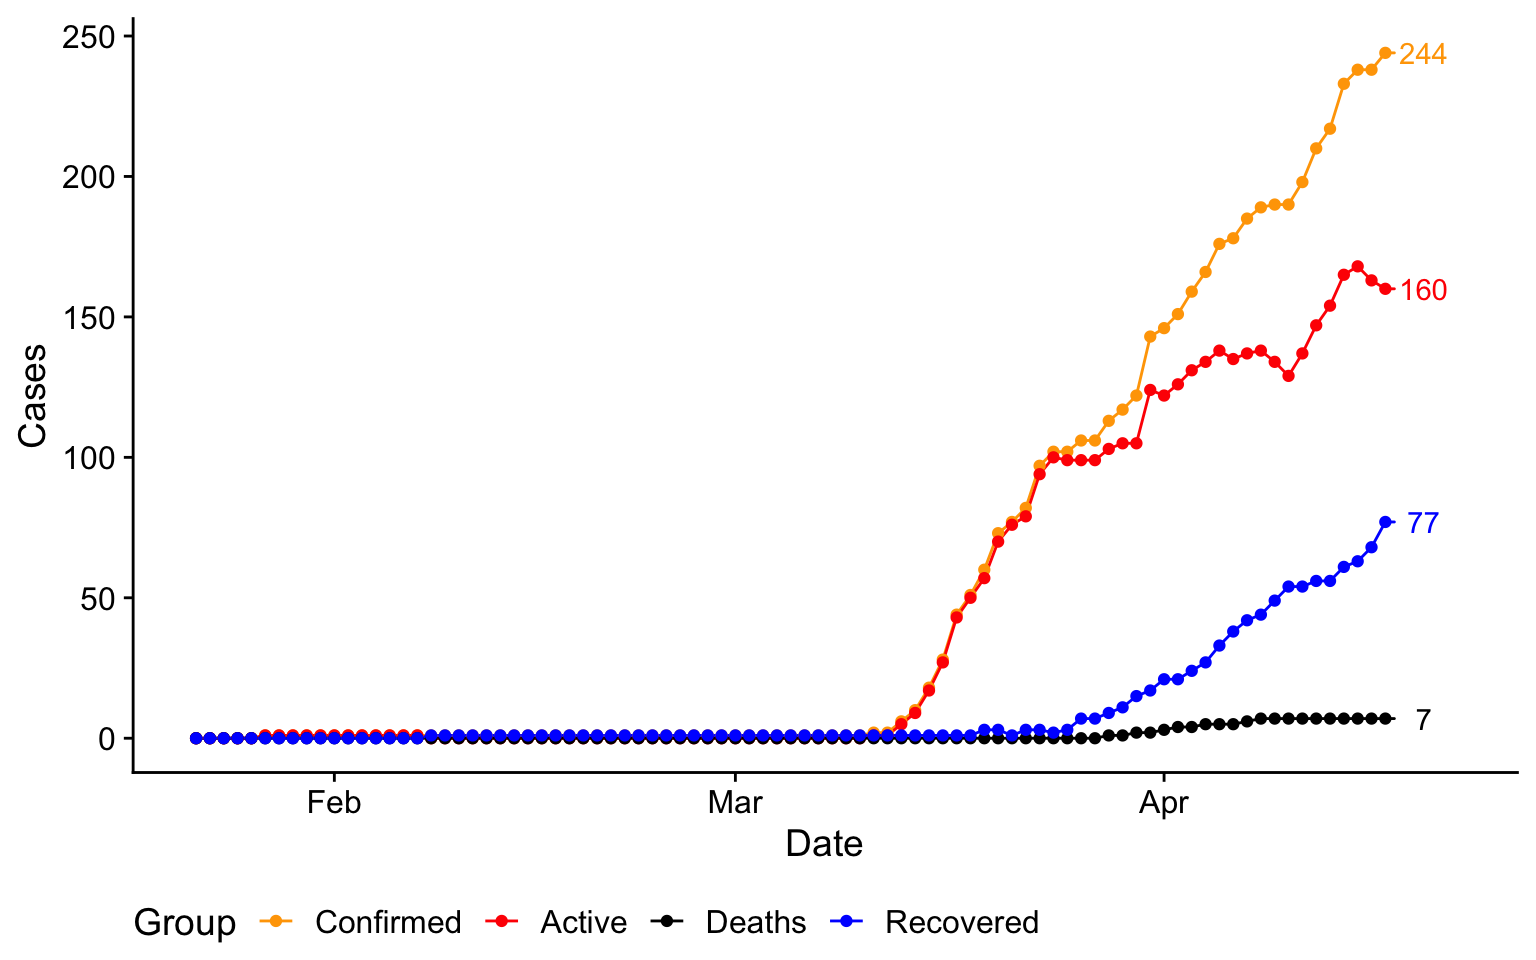 250
200
150
100
50
0
Cases
244
160
77
7
Feb Mar Apr
Date
Group Confirmed Active Deaths Recovered